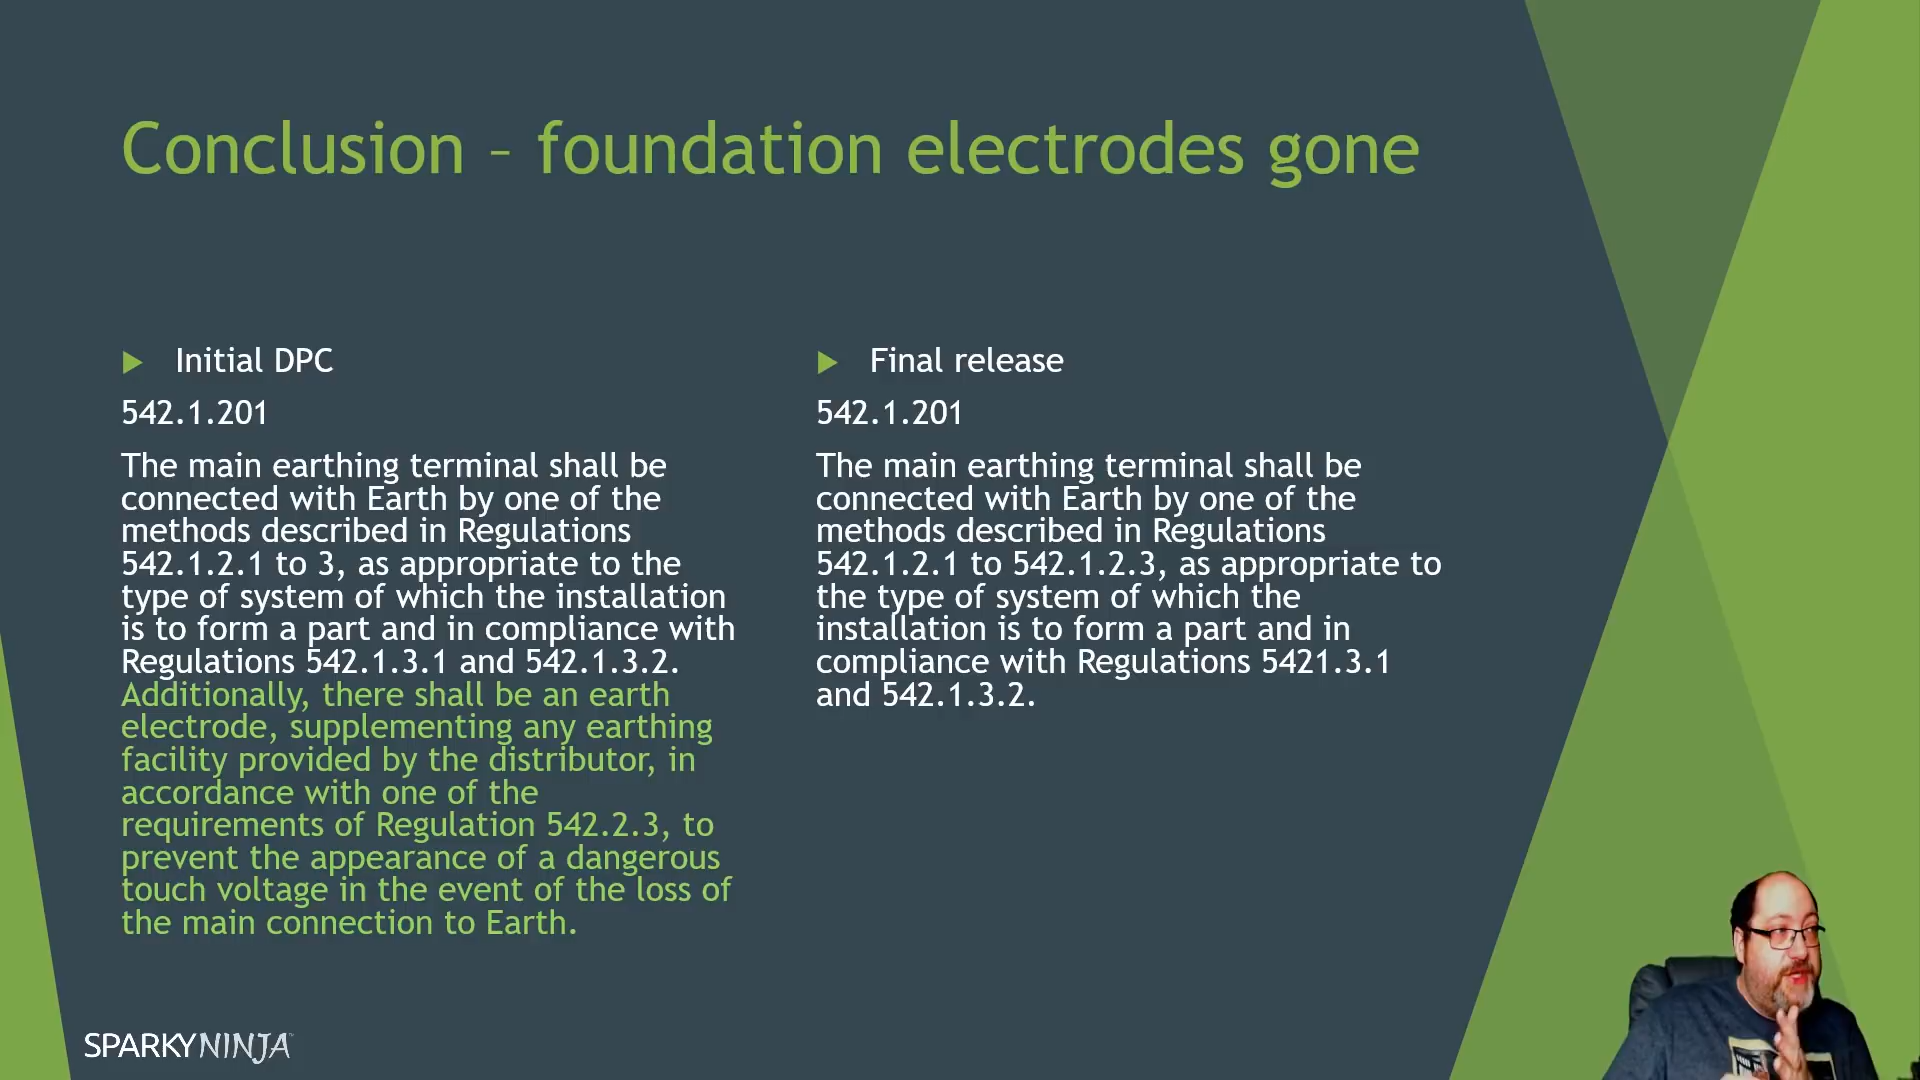 Conclusion – foundation electrodes gone
Initial DPC
542.1.201
The main earthing terminal shall be
connected with Earth by one of the
methods described in Regulations
542.1.2.1 to 3, as appropriate to the
type of system of which the installation
is to form a part and in compliance with
Regulations 542.1.3.1 and 542.1.3.2.
Additionally, there shall be an earth
electrode, supplementing any earthing
facility provided by the distributor, in
accordance with one of the
requirements of Regulation 542.2.3, to
prevent the appearance of a dangerous
touch voltage in the event of the loss of
the main connection to Earth.
Final release
542.1.201
The main earthing terminal shall be
connected with Earth by one of the
methods described in Regulations
542.1.2.1 to 542.1.2.3, as appropriate to
the type of system of which the
installation is to form a part and in
compliance with Regulations 5421.3.1
and 542.1.3.2.
SPARKYNINJA